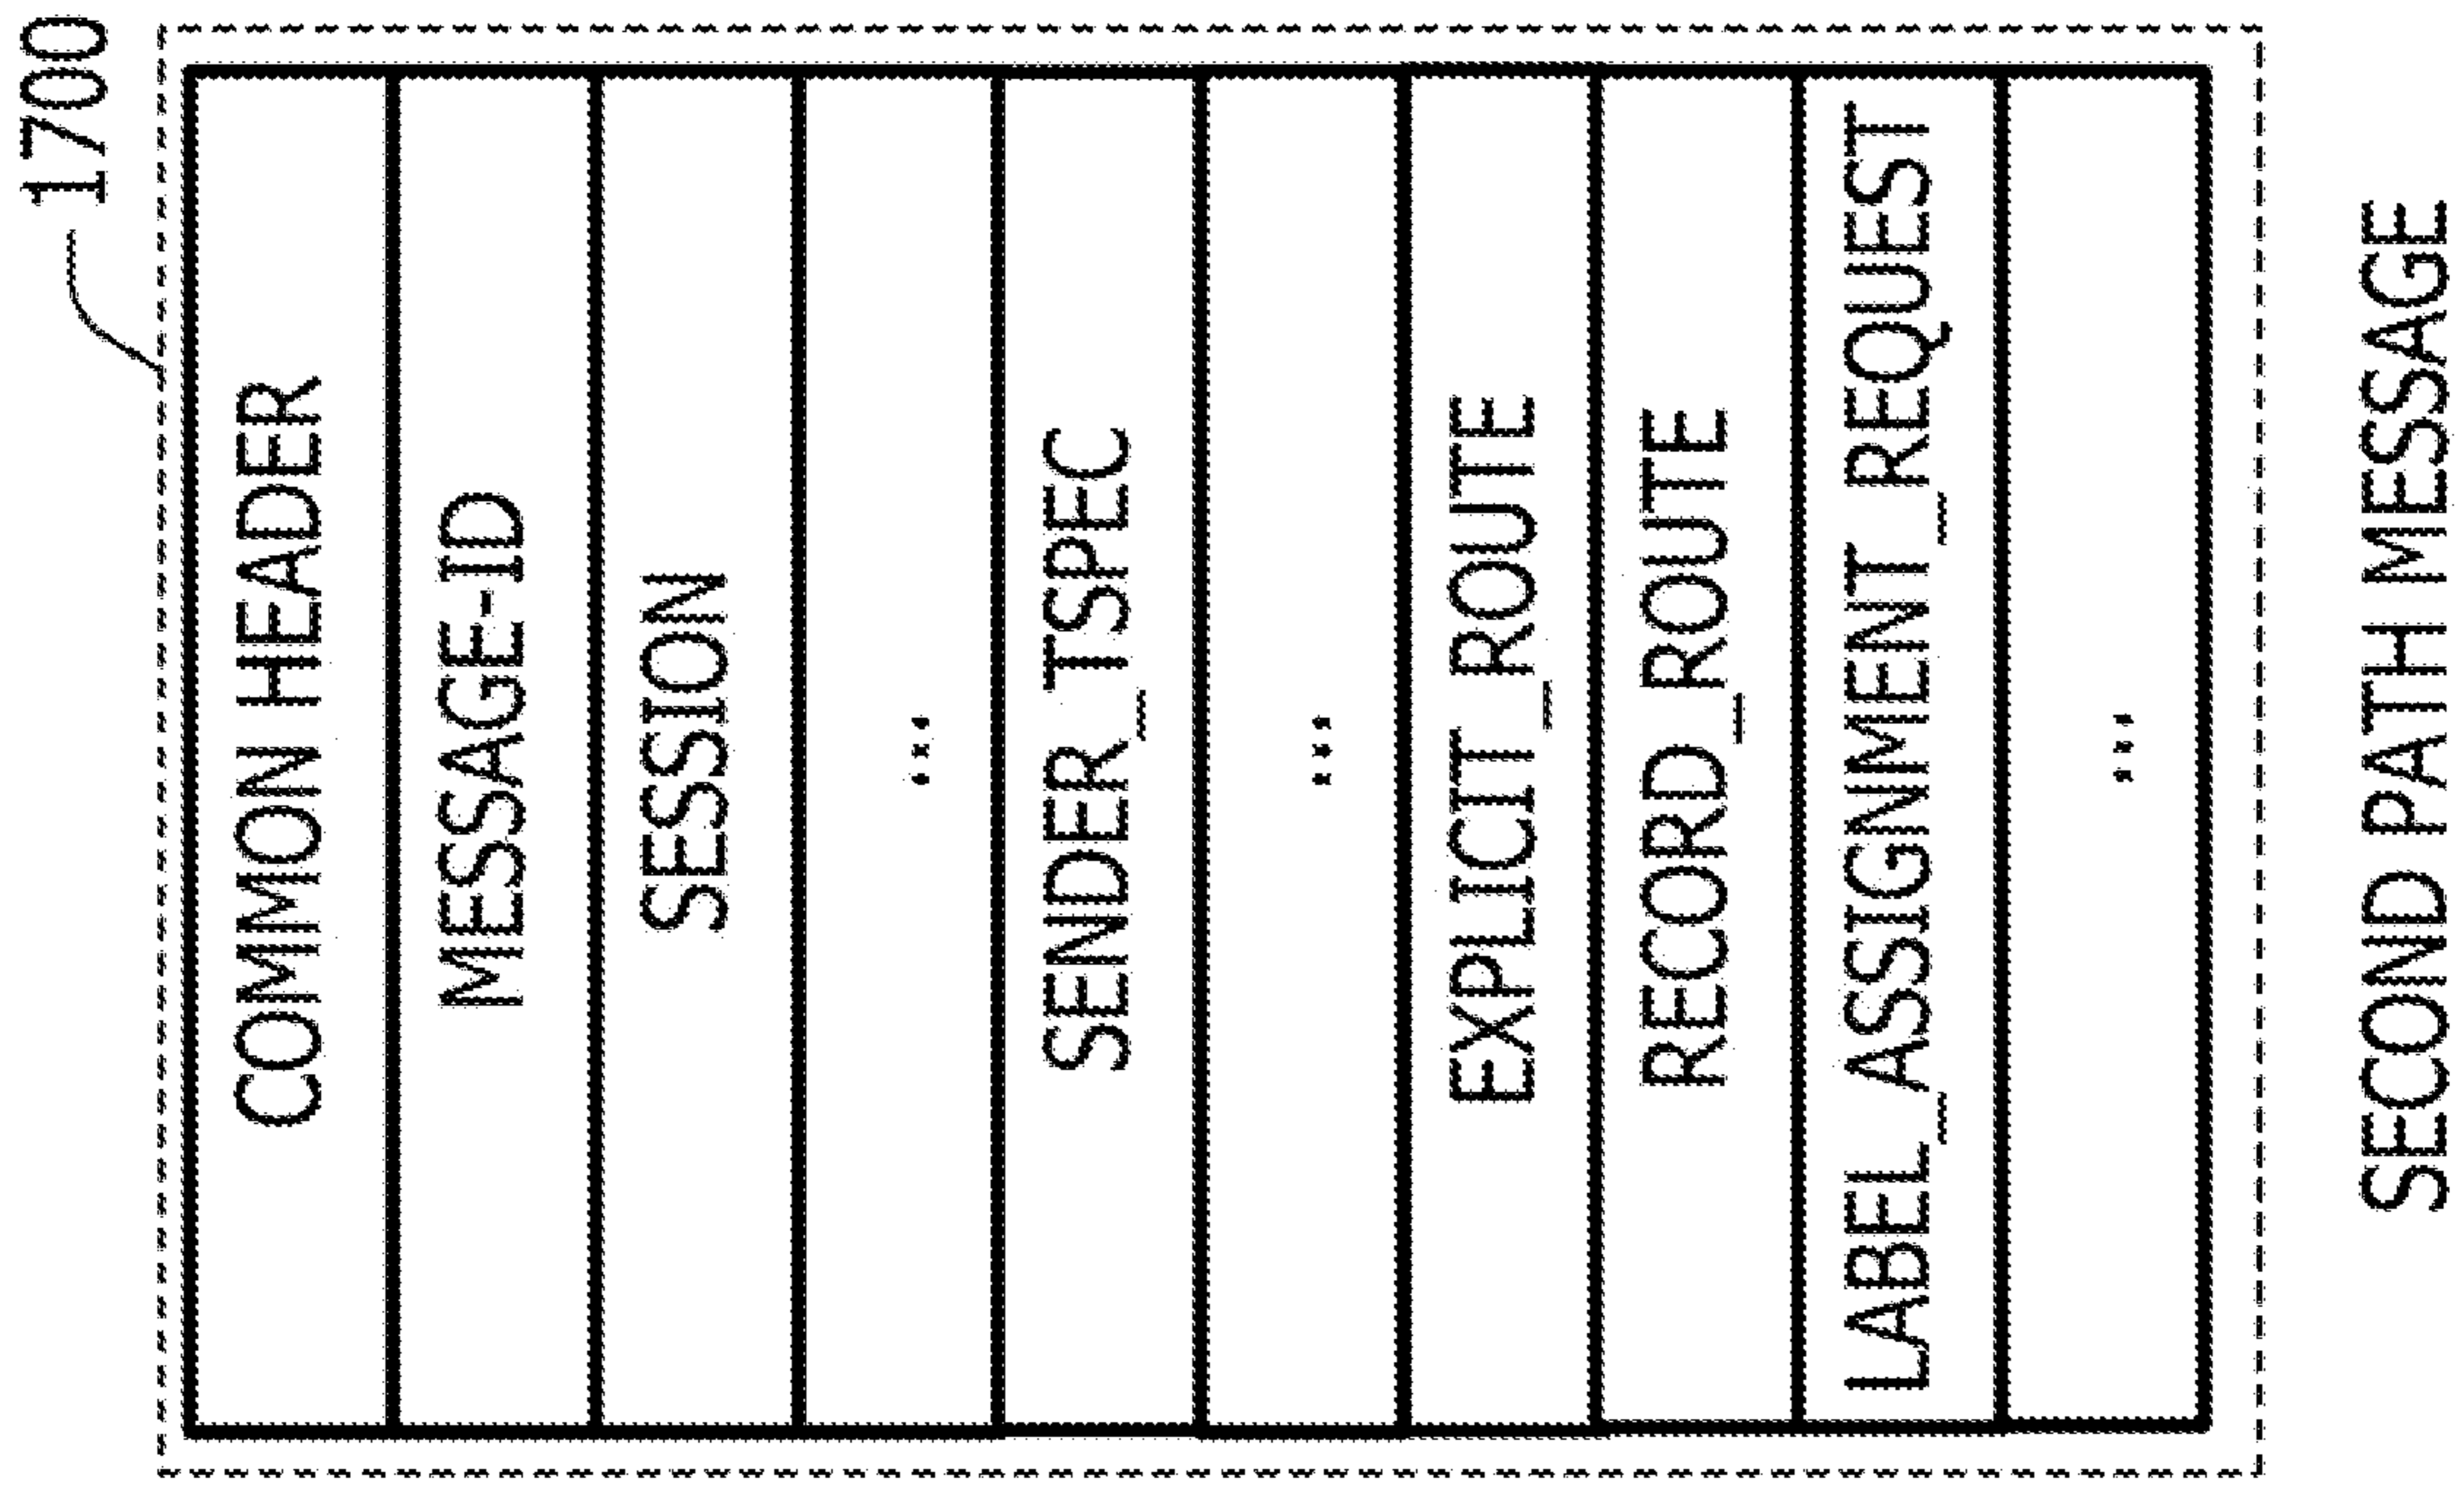 1700
COMMON HEADER
MESSAGE-ID
SESSION
...
SENDER_TSPEC
...
EXPLICIT_ROUTE
RECORD_ROUTE
LABEL_ASSIGNMENT_REQUEST
...
SECOND PATH MESSAGE